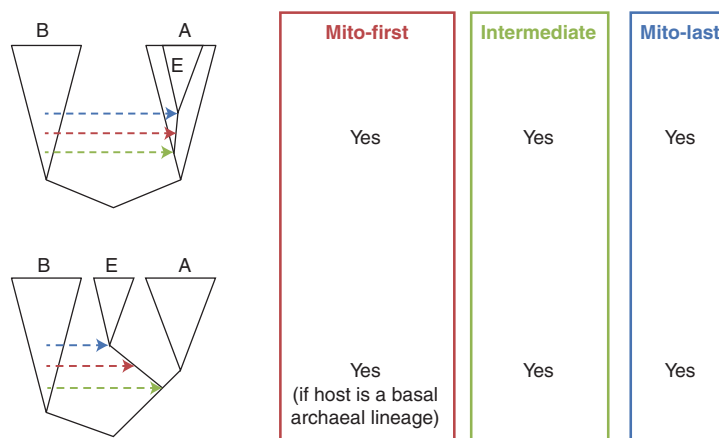 B A
E
Mito-first
Intermediate
Mito-last
Yes
Yes
Yes
B E A
Yes
(if host is a basal
archaeal lineage)
Yes
Yes